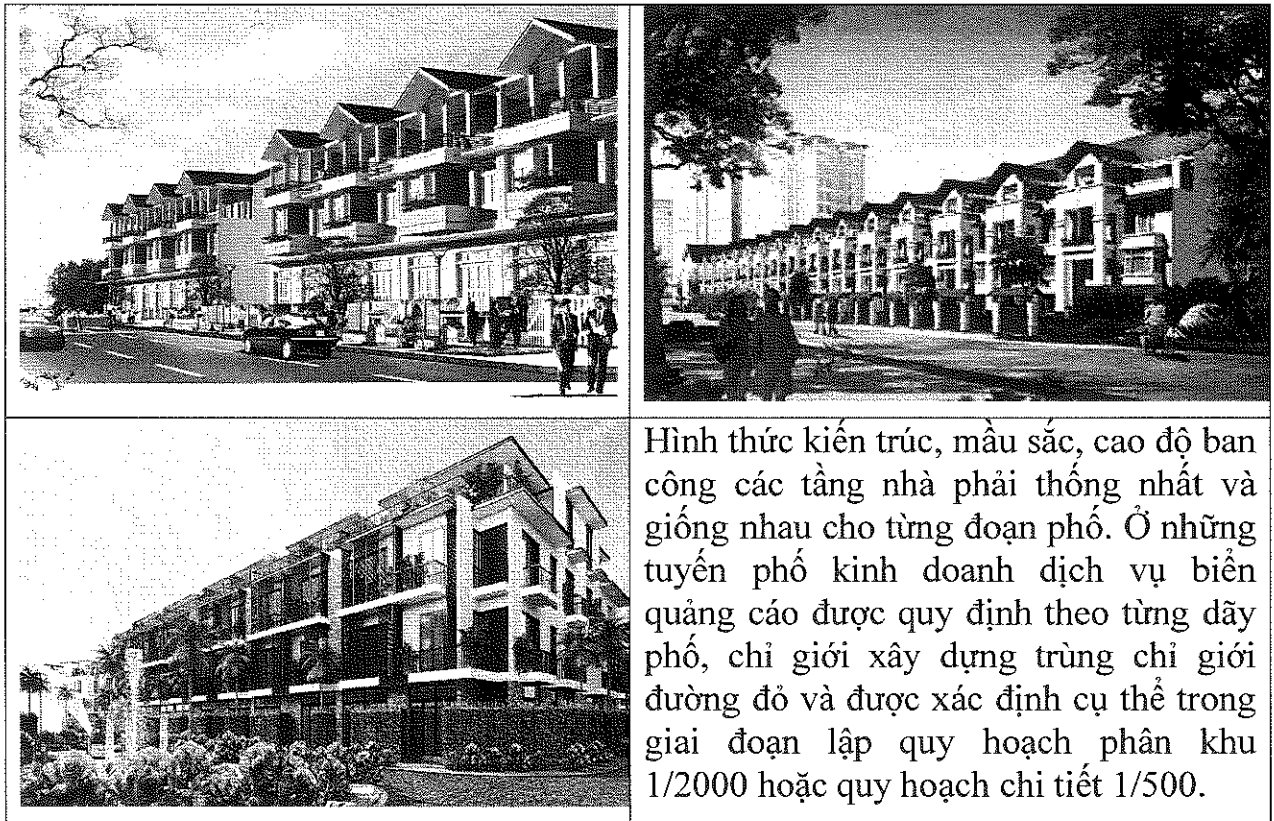 Hình thức kiến trúc, mầu sắc, cao độ ban
công các tầng nhà phải thống nhất và
giống nhau cho từng đoạn phố. Ở những
tuyến phố kinh doanh dịch vụ biển
quảng cáo được quy định theo từng dãy
phố, chỉ giới xây dựng trùng chỉ giới
đường đỏ và được xác định cụ thể trong
giai đoạn lập quy hoạch phân khu
1/2000 hoặc quy hoạch chi tiết 1/500.